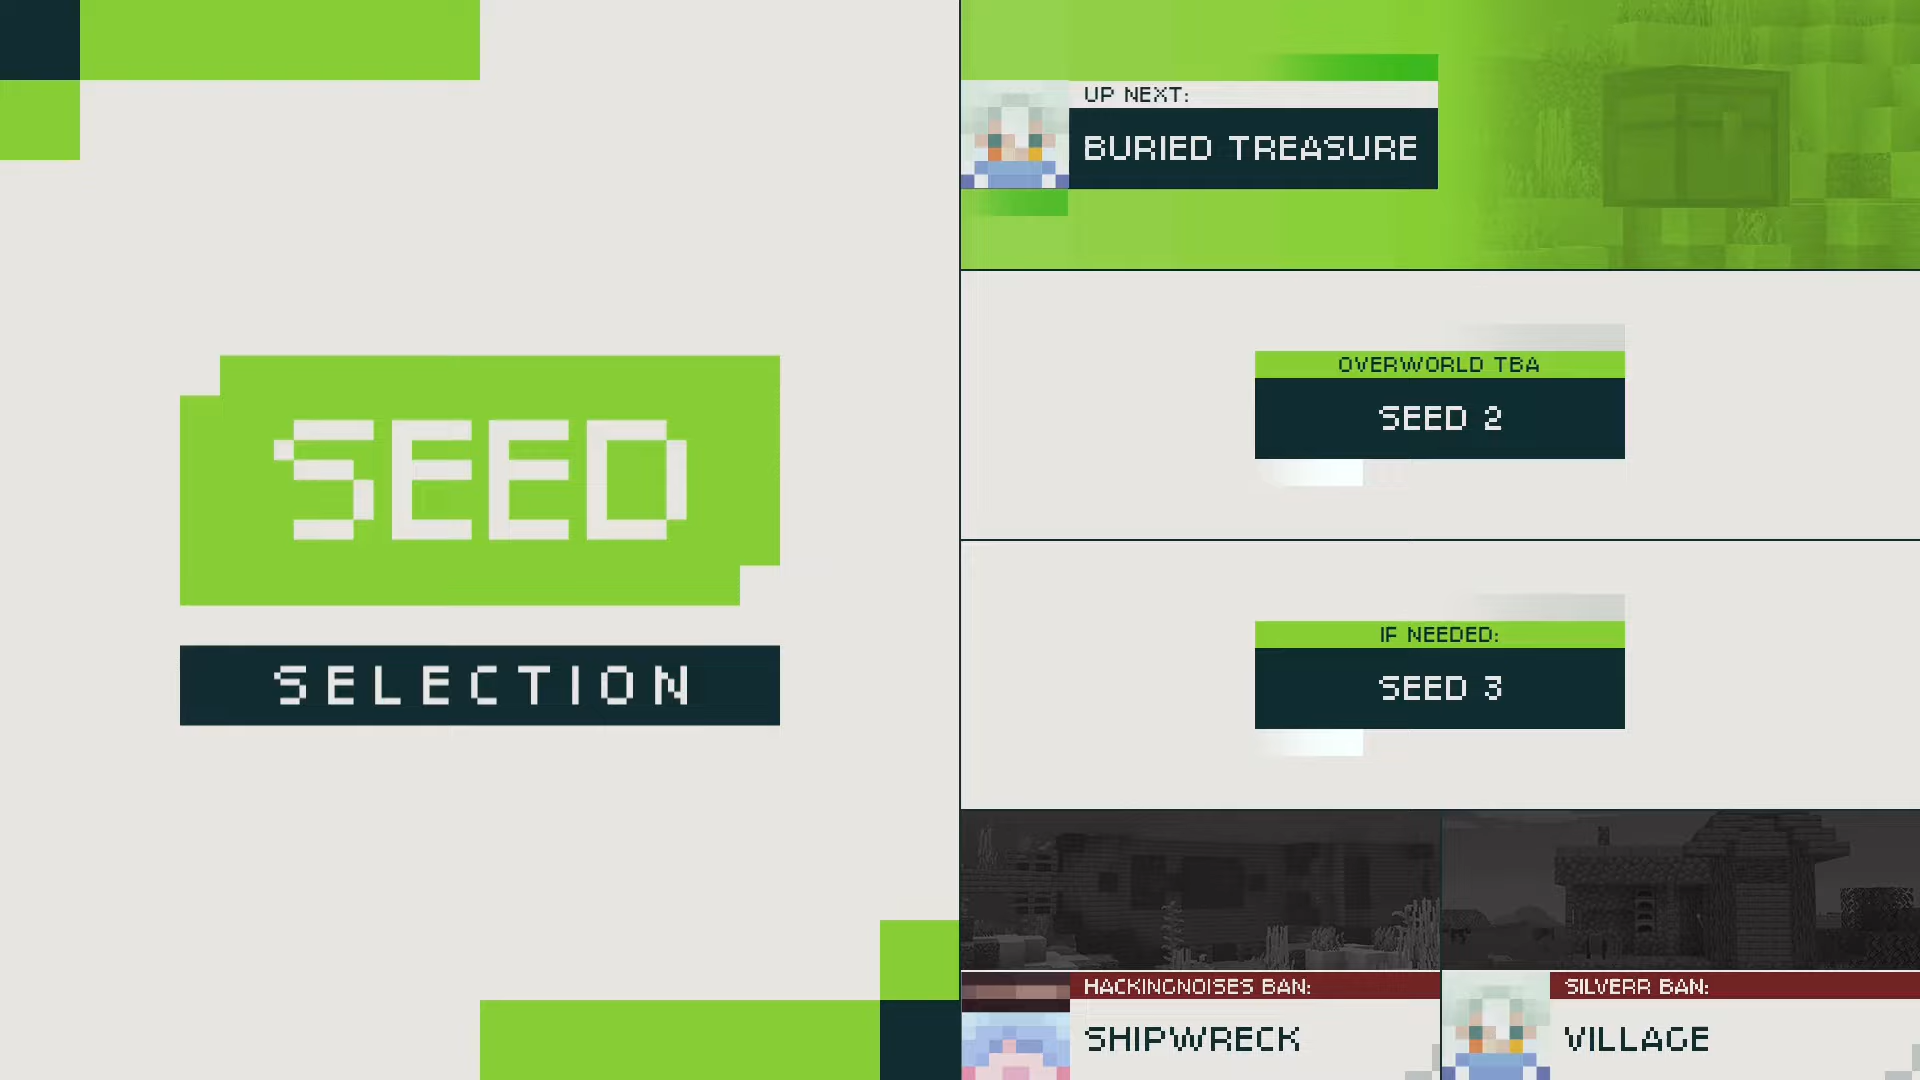 SEED
SELECTION
UP NEXT:
BURIED TREASURE
OVERWORLD TBA
SEED 2
IF NEEDED:
SEED 3
HACKINGNOISES BAN:
SHIPWRECK
SILVERR BAN:
VILLAGE